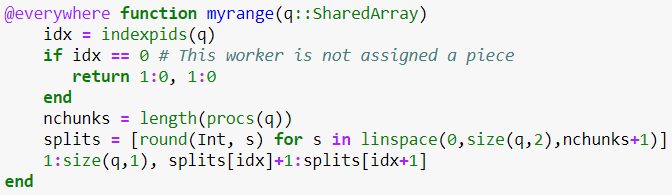 @everywhere function myrange(q::SharedArray)
    idx = indexpids(q)
    if idx == 0 # This worker is not assigned a piece
       return 1:0, 1:0
    end
    nchunks = length(procs(q))
    splits = [round(Int, s) for s in linspace(0,size(q,2),nchunks+1)]
    1:size(q,1), splits[idx]+1:splits[idx+1]
end